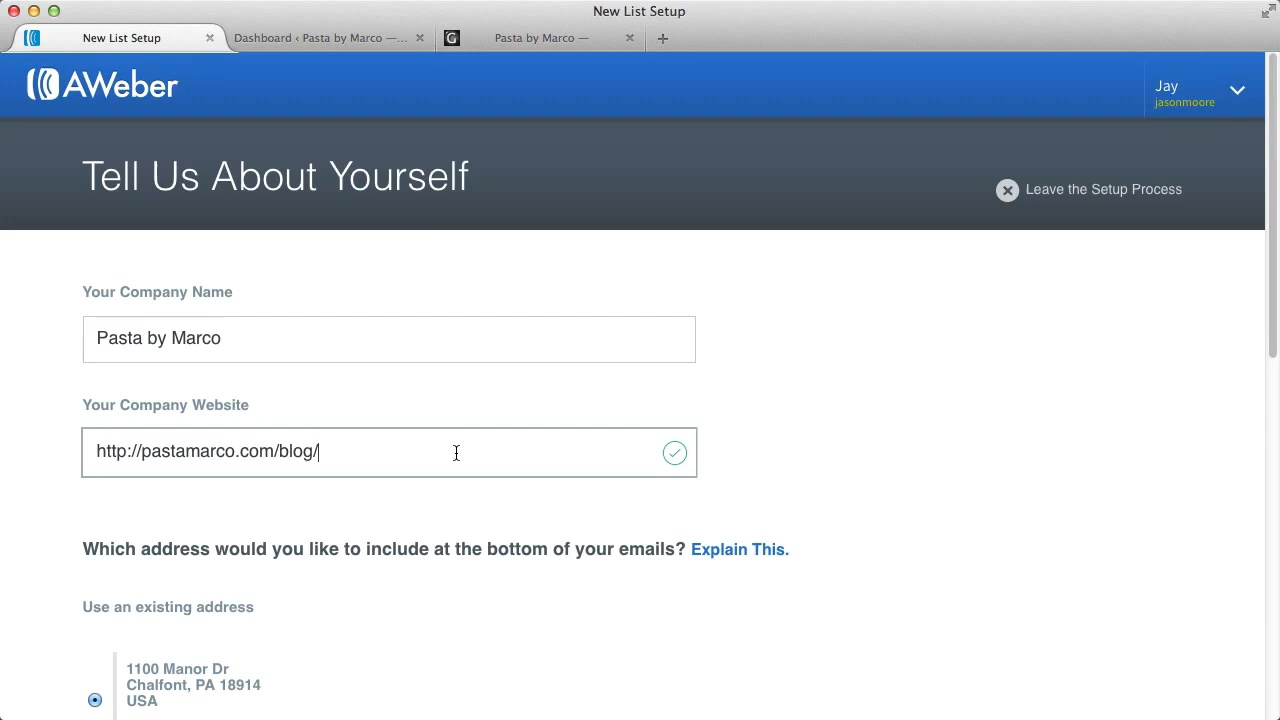 New List Setup
New List Setup
Dashboard ‹ Pasta by Marco —...
G
Pasta by Marco —
AWeber
Jay
jasonmoore
Tell Us About Yourself
Leave the Setup Process
Your Company Name
Pasta by Marco
Your Company Website
http://pastamarco.com/blog/
Which address would you like to include at the bottom of your emails? Explain This.
Use an existing address
1100 Manor Dr
Chalfont, PA 18914
USA